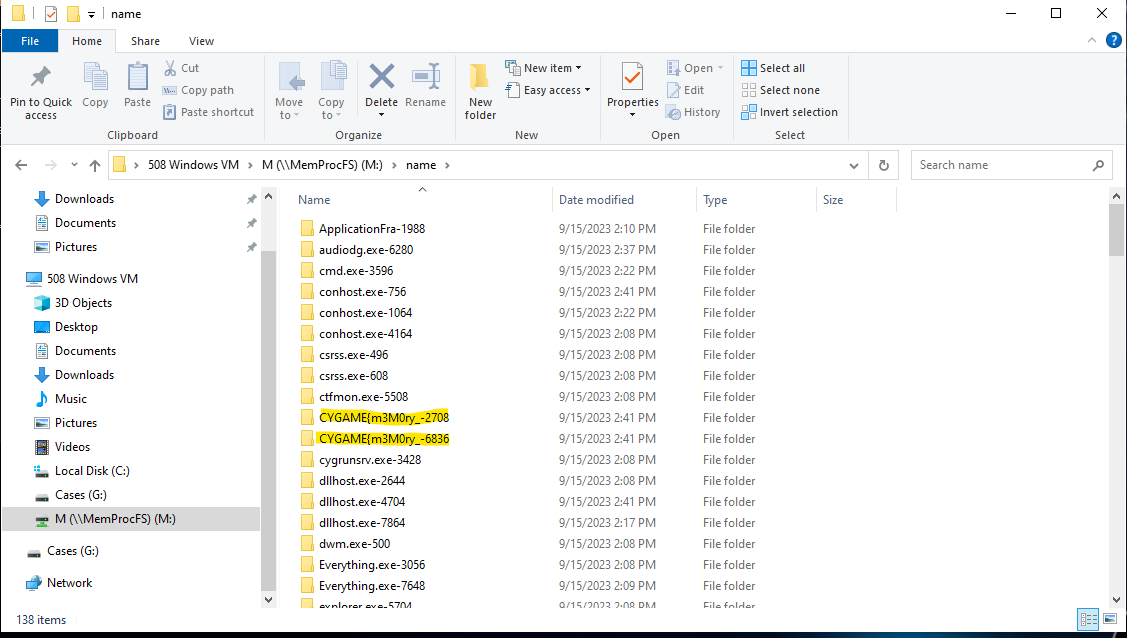 name
File Home Share View
Pin to Quick access
Copy
Paste
Cut
Copy path
Paste shortcut
Clipboard
Move to
Copy to
Delete
Rename
Organize
New folder
New item
Easy access
New
Properties
Open
Edit
History
Open
Select all
Select none
Invert selection
Select
508 Windows VM > M (\\MemProcFS) (M:) > name >
Search name
Downloads
Documents
Pictures
508 Windows VM
3D Objects
Desktop
Documents
Downloads
Music
Pictures
Videos
Local Disk (C:)
Cases (G:)
M (\\MemProcFS) (M:)
Cases (G:)
Network
Name Date modified Type Size
ApplicationFra-1988 9/15/2023 2:10 PM File folder
audiodg.exe-6280 9/15/2023 2:37 PM File folder
cmd.exe-3596 9/15/2023 2:22 PM File folder
conhost.exe-756 9/15/2023 2:41 PM File folder
conhost.exe-1064 9/15/2023 2:22 PM File folder
conhost.exe-4164 9/15/2023 2:08 PM File folder
csrss.exe-496 9/15/2023 2:08 PM File folder
csrss.exe-608 9/15/2023 2:08 PM File folder
ctfmon.exe-5508 9/15/2023 2:08 PM File folder
CYGAME{m3M0ry_-2708 9/15/2023 2:41 PM File folder
CYGAME{m3M0ry_-6836 9/15/2023 2:41 PM File folder
cygrunsrv.exe-3428 9/15/2023 2:08 PM File folder
dllhost.exe-2644 9/15/2023 2:08 PM File folder
dllhost.exe-4704 9/15/2023 2:41 PM File folder
dllhost.exe-7864 9/15/2023 2:17 PM File folder
dwm.exe-500 9/15/2023 2:08 PM File folder
Everything.exe-3056 9/15/2023 2:08 PM File folder
Everything.exe-7648 9/15/2023 2:09 PM File folder
explorer.exe-5704 9/15/2023 2:08 PM File folder
138 items